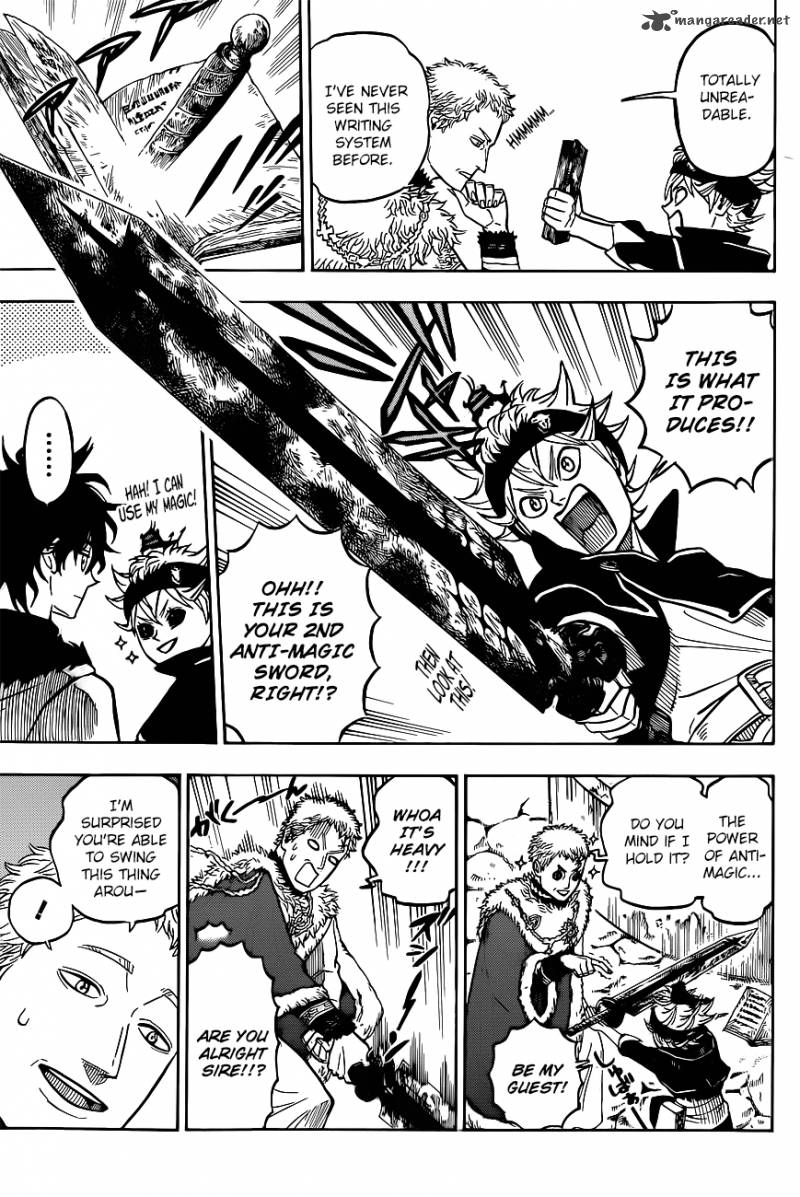 mangareader.net
TOTALLY
UNREA-
DABLE.
I'VE NEVER
SEEN THIS
WRITING
SYSTEM
BEFORE.
HMMMMM...
THIS
IS WHAT
IT PRO-
DUCES!!
THEN
LOOK AT
THIS!
OHH!!
THIS IS
YOUR 2ND
ANTI-MAGIC
SWORD,
RIGHT!?
HAH! I CAN
USE MY MAGIC!
......
THE
POWER
OF ANTI-
MAGIC...
DO YOU
MIND IF I
HOLD IT?
BE MY
GUEST!
WHOA
IT'S
HEAVY
!!!
ARE YOU
ALRIGHT
SIRE!!?
I'M
SURPRISED
YOU'RE ABLE
TO SWING
THIS THING
AROU—
!